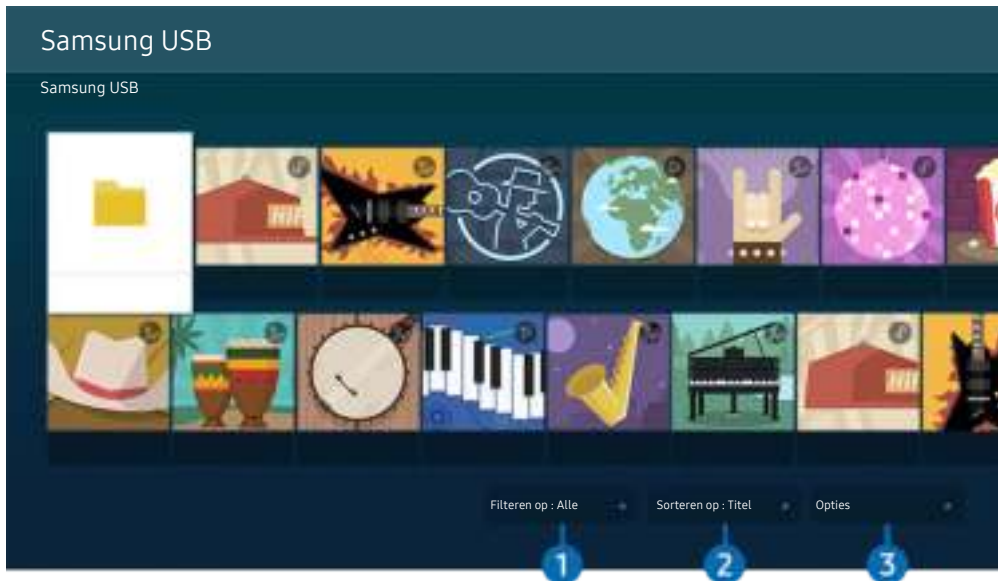 Samsung USB
Samsung USB
Filteren op : Alle
Sorteren op : Titel
Opties
1
2
3